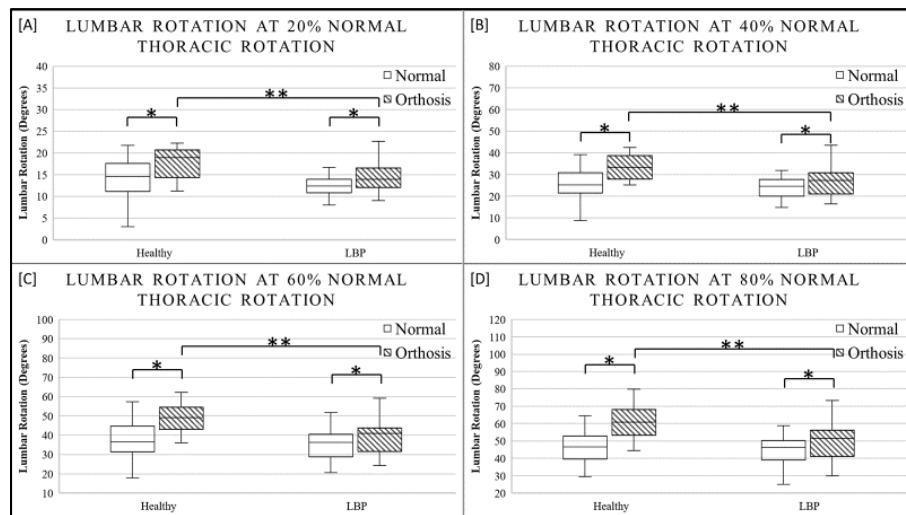 [A] LUMBAR ROTATION AT 20% NORMAL
THORACIC ROTATION
Lumbar Rotation (Degrees)
40
35
30
25
20
15
10
5
0
Normal
Orthosis
*
**
*
Healthy
LBP
[B] LUMBAR ROTATION AT 40% NORMAL
THORACIC ROTATION
Lumbar Rotation (Degrees)
80
70
60
50
40
30
20
10
0
Normal
Orthosis
*
**
*
Healthy
LBP
[C] LUMBAR ROTATION AT 60% NORMAL
THORACIC ROTATION
Lumbar Rotation (Degrees)
100
90
80
70
60
50
40
30
20
10
Normal
Orthosis
*
**
*
Healthy
LBP
[D] LUMBAR ROTATION AT 80% NORMAL
THORACIC ROTATION
Lumbar Rotation (Degrees)
120
110
100
90
80
70
60
50
40
30
20
Normal
Orthosis
*
**
*
Healthy
LBP